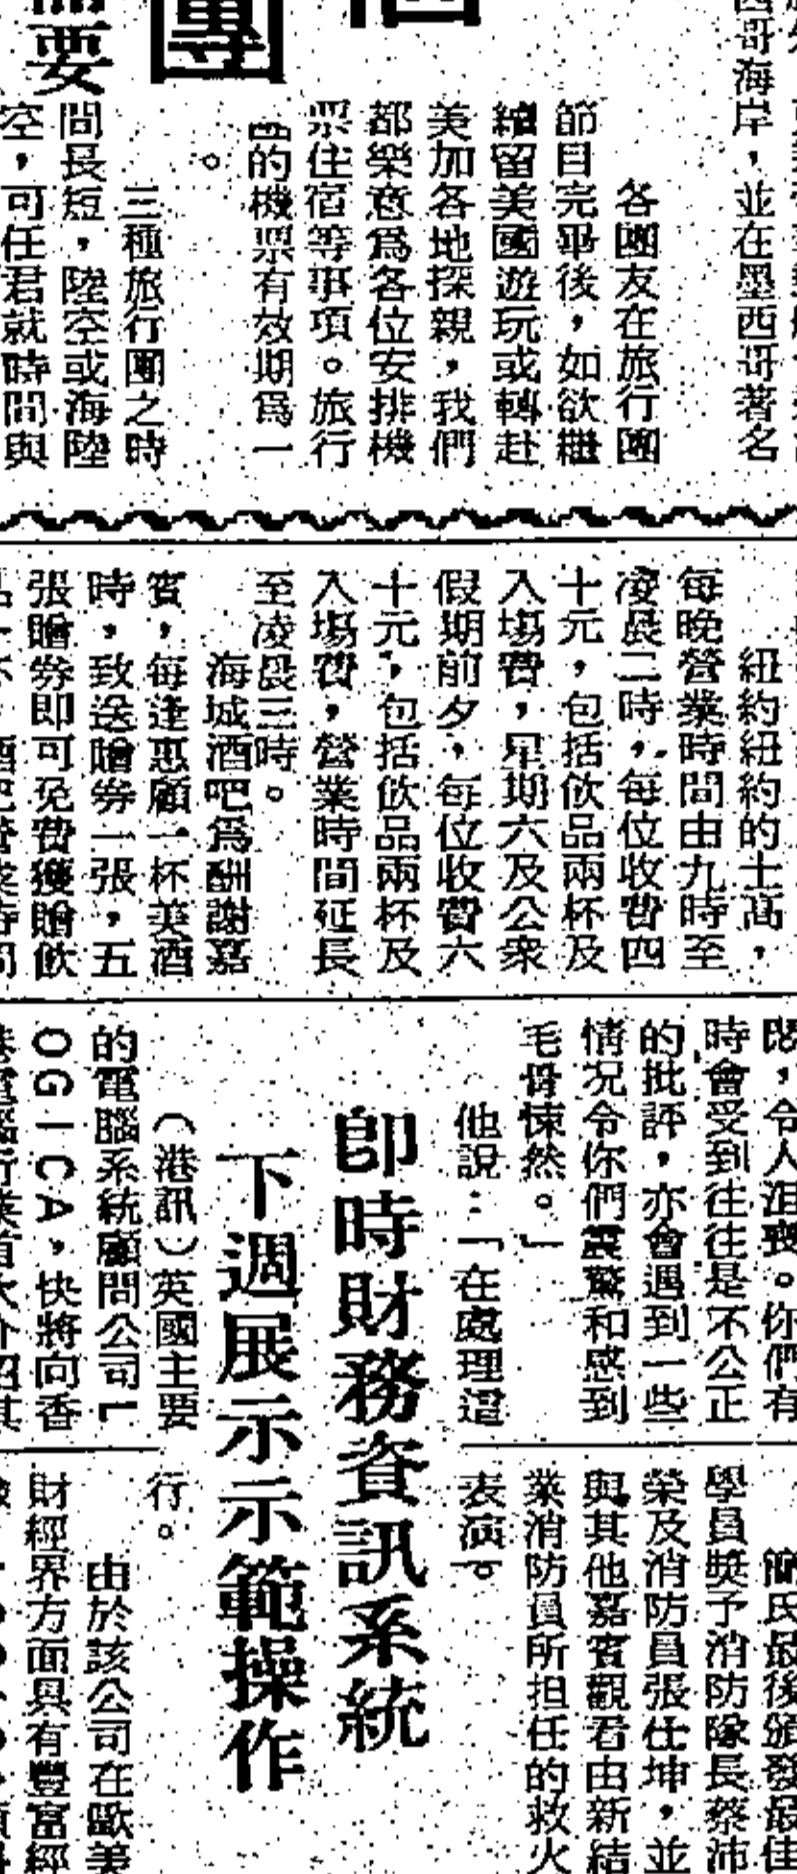 西哥海岸，並在墨西哥著名
各團友在旅行團
節目完畢後，如欲繼
續留美國遊玩或轉赴
美加各地探親，我們
都樂意爲各位安排機
票住宿等事項。旅行
的機票有效期爲一
。
三種旅行團之時
間長短，陸空或海陸
空，可任君就時間與
要
團
紐約紐約的士高，
每晚營業時間由九時至
凌晨二時，每位收費四
十元，包括飲品兩杯及
入場費，星期六及公衆
假期前夕，每位收費六
十元，包括飲品兩杯及
入場費，營業時間延長
至凌晨三時。
海城酒吧爲酬謝嘉
賓，每逢惠顧一杯美酒
時，致送贈券一張，五
張贈券即可免費獲贈飲
悶，令人沮喪。你們有
時會受到往往是不公正
的批評，亦會遇到一些
情況令你們震驚和感到
毛骨悚然。」
他說：「在處理這
簡氏最後頒發最佳
學員獎予消防隊長蔡沛
榮及消防員張仕坤，並
與其他嘉賓觀看由新結
業消防員所担任的救火
表演。
即時財務資訊系統
下週展示示範操作
（港訊）英國主要
的電腦系統顧問公司L
OGICA，快將向香
港電腦行業首次介紹其
行。
由於該公司在歐美
財經界方面具有豐富經